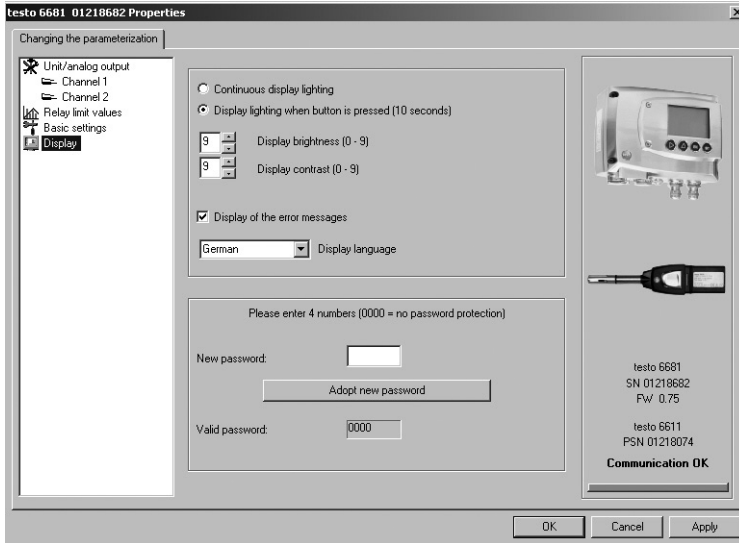 testo 6681 01218682 Properties
Changing the parameterization
Unit/analog output
Channel 1
Channel 2
Relay limit values
Basic settings
Display
Continuous display lighting
Display lighting when button is pressed (10 seconds)
9 Display brightness (0 - 9)
9 Display contrast (0 - 9)
Display of the error messages
German Display language
Please enter 4 numbers (0000 = no password protection)
New password:
Adopt new password
Valid password: 0000
testo 6681
SN 01218682
FW 0.75
testo 6611
PSN 01218074
Communication OK
OK Cancel Apply